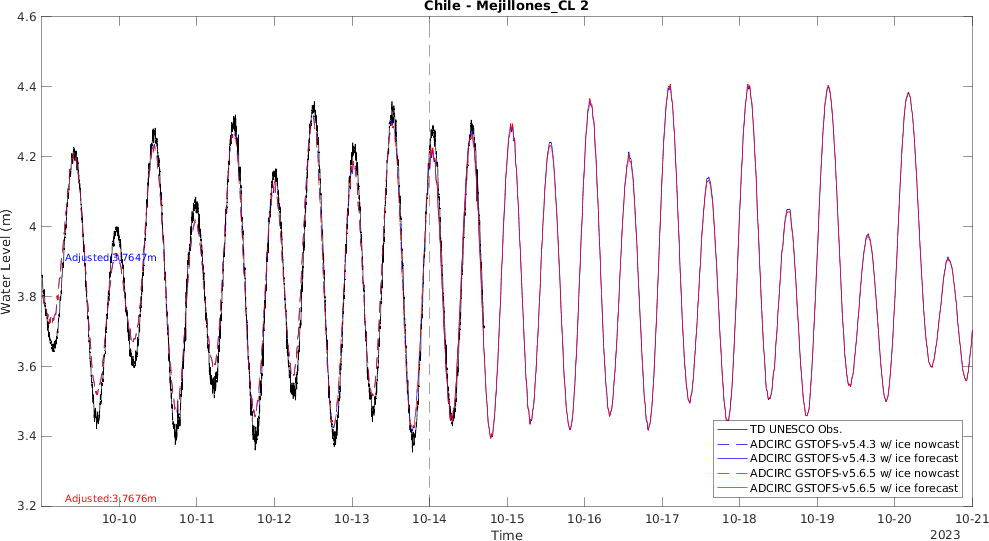 Chile - Mejillones_CL 2
4.6
4.4
4.2
4
3.8
3.6
3.4
3.2
Water Level (m)
Adjusted:3.7647m
Adjusted:3.7676m
TD UNESCO Obs.
ADCIRC GSTOFS-v5.4.3 w/ ice nowcast
ADCIRC GSTOFS-v5.4.3 w/ ice forecast
ADCIRC GSTOFS-v5.6.5 w/ ice nowcast
ADCIRC GSTOFS-v5.6.5 w/ ice forecast
10-10 10-11 10-12 10-13 10-14 10-15 10-16 10-17 10-18 10-19 10-20 10-21
Time
2023